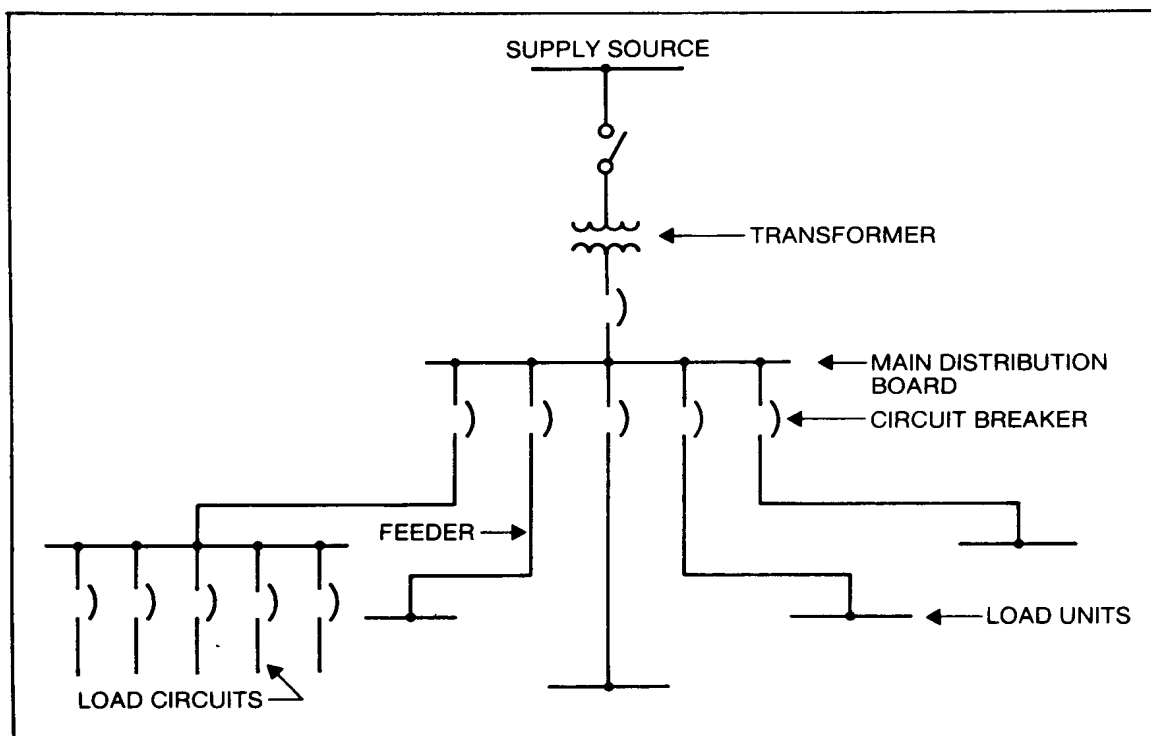 SUPPLY SOURCE
TRANSFORMER
MAIN DISTRIBUTION
BOARD
CIRCUIT BREAKER
FEEDER
LOAD UNITS
LOAD CIRCUITS